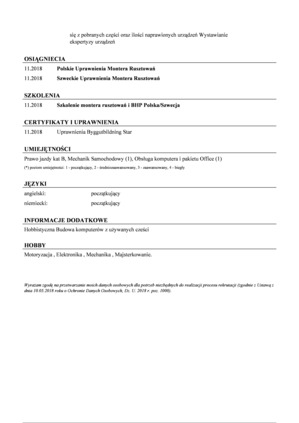 się z pobranych części oraz ilości naprawionych urządzeń Wystawianie
ekspertyy urządzeń
OSIĄGNIECIA
11.2018 Polskie Uprawnienia Montera Rusztowań
11.2018 Szweckie Uprawnienia Montera Rusztowań
SZKOLENIA
11.2018 Szkolenie montera rusztowań i BHP Polska/Szwecja
CERTYFIKATY I UPRAWNIENIA
11.2018 Uprawnienia Byggutbildning Star
UMIEJĘTNOŚCI
Prawo jazdy kat B, Mechanik Samochodowy (1), Obsługa komputera i pakietu Office (1)
(*) poziom umiejętności: 1 - początkujący, 2 - średniozaawansowany, 3 - zaawansowany, 4 - biegły
JĘZYKI
angielski: początkujący
niemiecki: początkujący
INFORMACJE DODATKOWE
Hobbistyczna Budowa komputerów z używanych części
HOBBY
Motoryzacja , Elektronika , Mechanika , Majsterkowanie.
Wyrażam zgodę na przetwarzanie moich danych osobowych dla potrzeb niezbędnych do realizacji procesu rekrutacji (zgodnie z Ustawą z
dnia 10.05.2018 roku o Ochronie Danych Osobowych, Dz. U. 2018 r. poz. 1000).